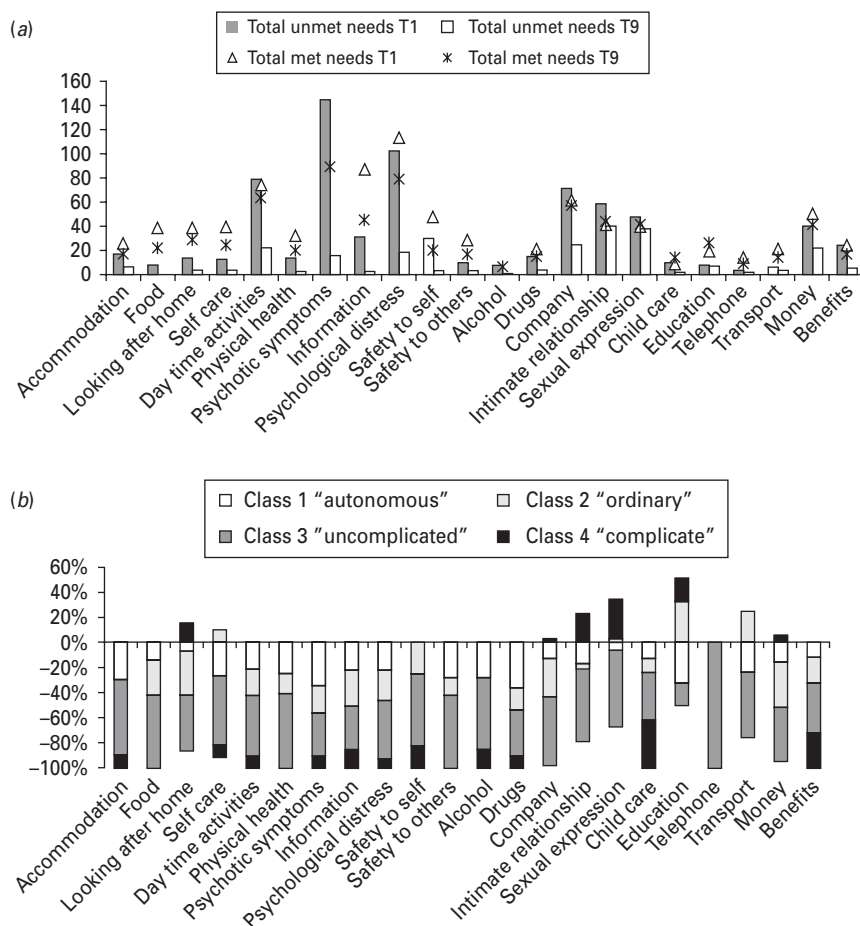 (a)
Total unmet needs T1 Total unmet needs T9
Total met needs T1 Total met needs T9
160
140
120
100
80
60
40
20
0
Accommodation
Food
Looking after home
Self care
Day time activities
Physical health
Psychotic symptoms
Information
Psychological distress
Safety to self
Safety to others
Alcohol
Drugs
Company
Intimate relationship
Sexual expression
Child care
Education
Telephone
Transport
Money
Benefits
(b)
Class 1 "autonomous" Class 2 "ordinary"
Class 3 "uncomplicated" Class 4 "complicate"
60%
40%
20%
0%
−20%
−40%
−60%
−80%
−100%
Accommodation
Food
Looking after home
Self care
Day time activities
Physical health
Psychotic symptoms
Information
Psychological distress
Safety to self
Safety to others
Alcohol
Drugs
Company
Intimate relationship
Sexual expression
Child care
Education
Telephone
Transport
Money
Benefits